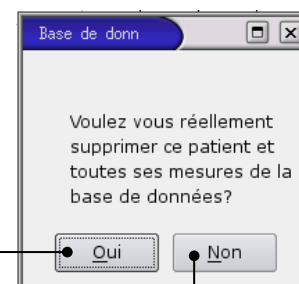 Base de donn
Voulez vous réellement
supprimer ce patient et
toutes ses mesures de la
base de données?
Oui Non